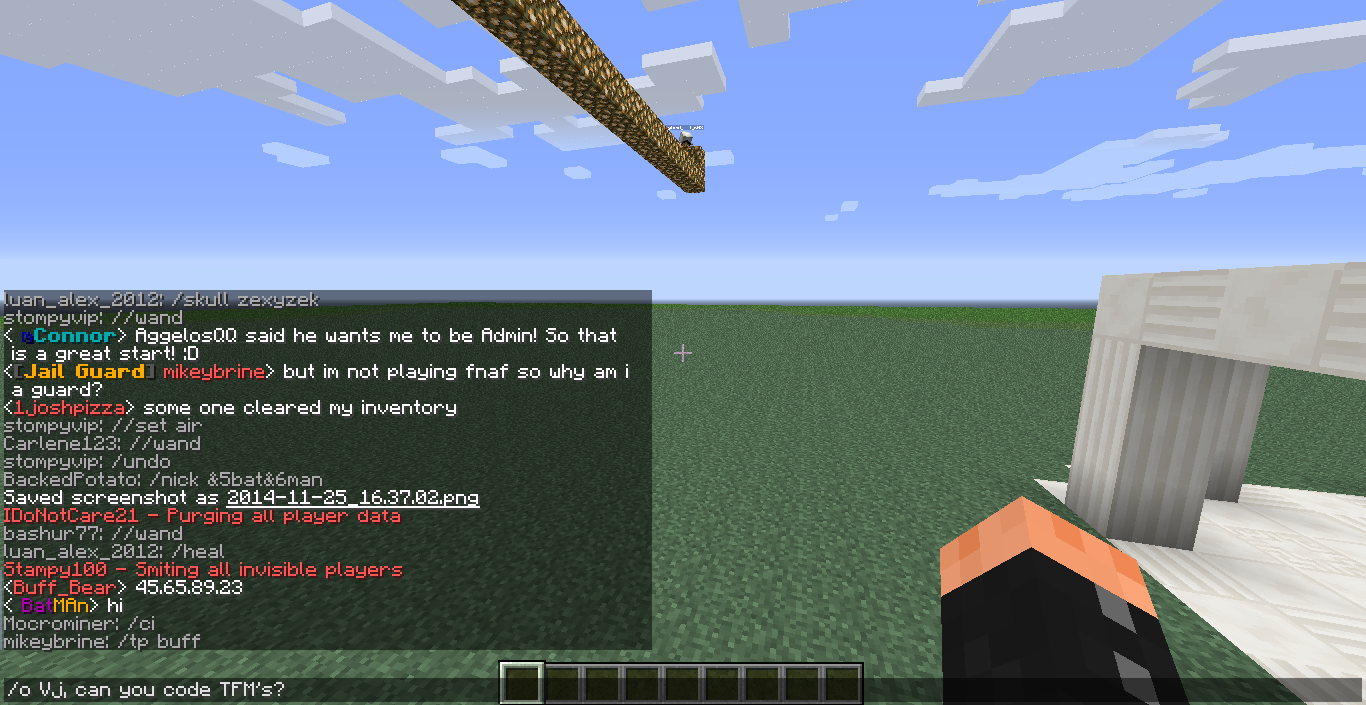 luan_alex_2012: /skull zexyzek
stompyvip: //wand
< Connor> AggelosQQ said he wants me to be Admin! So that
is a great start! ;D
<[Jail Guard] mikeybrine> but im not playing fnaf so why am i
a guard?
<1.joshpizza> some one cleared my inventory
stompyvip: //set air
Carlene123: //wand
stompyvip: /undo
BackedPotato: /nick &5bat&6man
Saved screenshot as 2014-11-25_16.37.02.png
IDoNotCare21 - Purging all player data
bashur77: //wand
luan_alex_2012: /heal
Stampy100 - Smiting all invisible players
<Buff_Bear> 45.65.89.23
< BatMAn> hi
Mocrominer: /ci
mikeybrine: /tp buff
/o Vj, can you code TFM's?